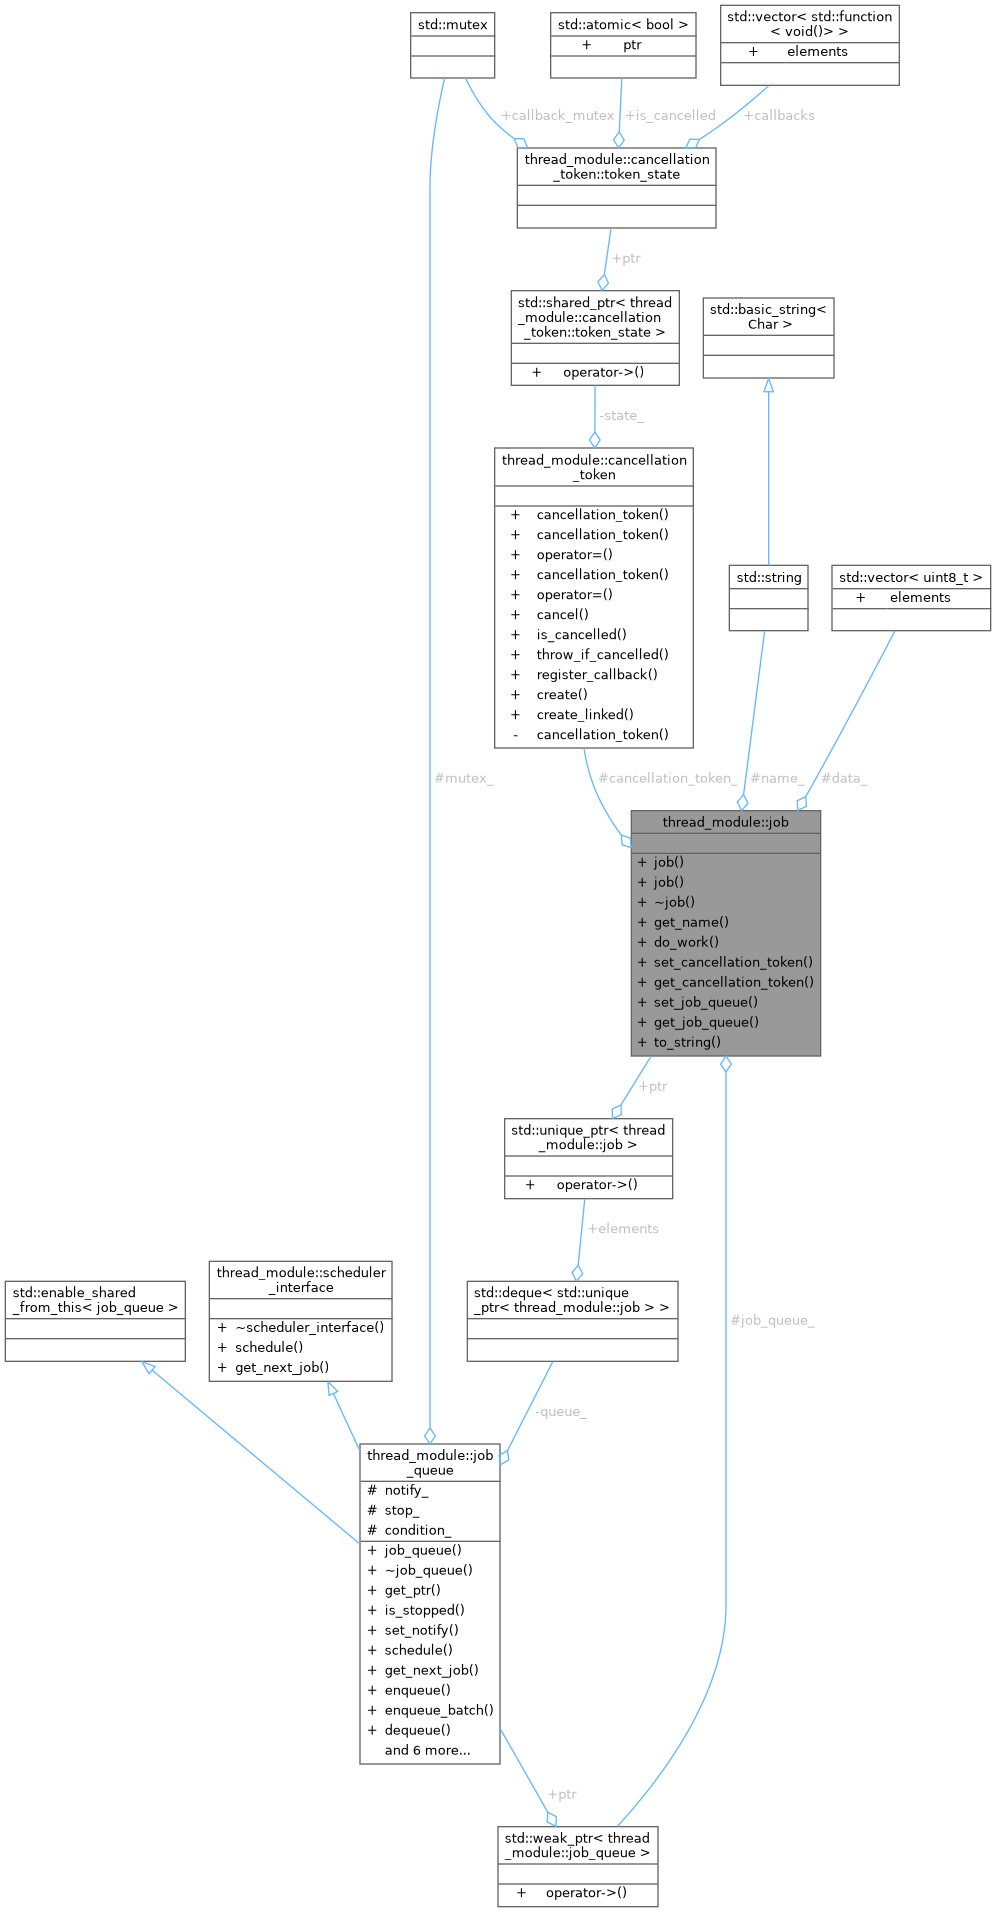 std::mutex
std::atomic< bool >
+ ptr
std::vector< std::function
< void()> >
+ elements
+callback_mutex
+is_cancelled
+callbacks
thread_module::cancellation
_token::token_state
+ptr
std::shared_ptr< thread
_module::cancellation
_token::token_state >
+ operator->()
std::basic_string<
Char >
-state_
thread_module::cancellation
_token
+ cancellation_token()
+ cancellation_token()
+ operator=()
+ cancellation_token()
+ operator=()
+ cancel()
+ is_cancelled()
+ throw_if_cancelled()
+ register_callback()
+ create()
+ create_linked()
- cancellation_token()
std::string
std::vector< uint8_t >
+ elements
#mutex_
#cancellation_token_
#name_
#data_
thread_module::job
+ job()
+ job()
+ ~job()
+ get_name()
+ do_work()
+ set_cancellation_token()
+ get_cancellation_token()
+ set_job_queue()
+ get_job_queue()
+ to_string()
+ptr
std::unique_ptr< thread
_module::job >
+ operator->()
+elements
std::enable_shared
_from_this< job_queue >
thread_module::scheduler
_interface
+ ~scheduler_interface()
+ schedule()
+ get_next_job()
std::deque< std::unique
_ptr< thread_module::job > >
#job_queue_
-queue_
thread_module::job
_queue
# notify_
# stop_
# condition_
+ job_queue()
+ ~job_queue()
+ get_ptr()
+ is_stopped()
+ set_notify()
+ schedule()
+ get_next_job()
+ enqueue()
+ enqueue_batch()
+ dequeue()
and 6 more...
+ptr
std::weak_ptr< thread
_module::job_queue >
+ operator->()